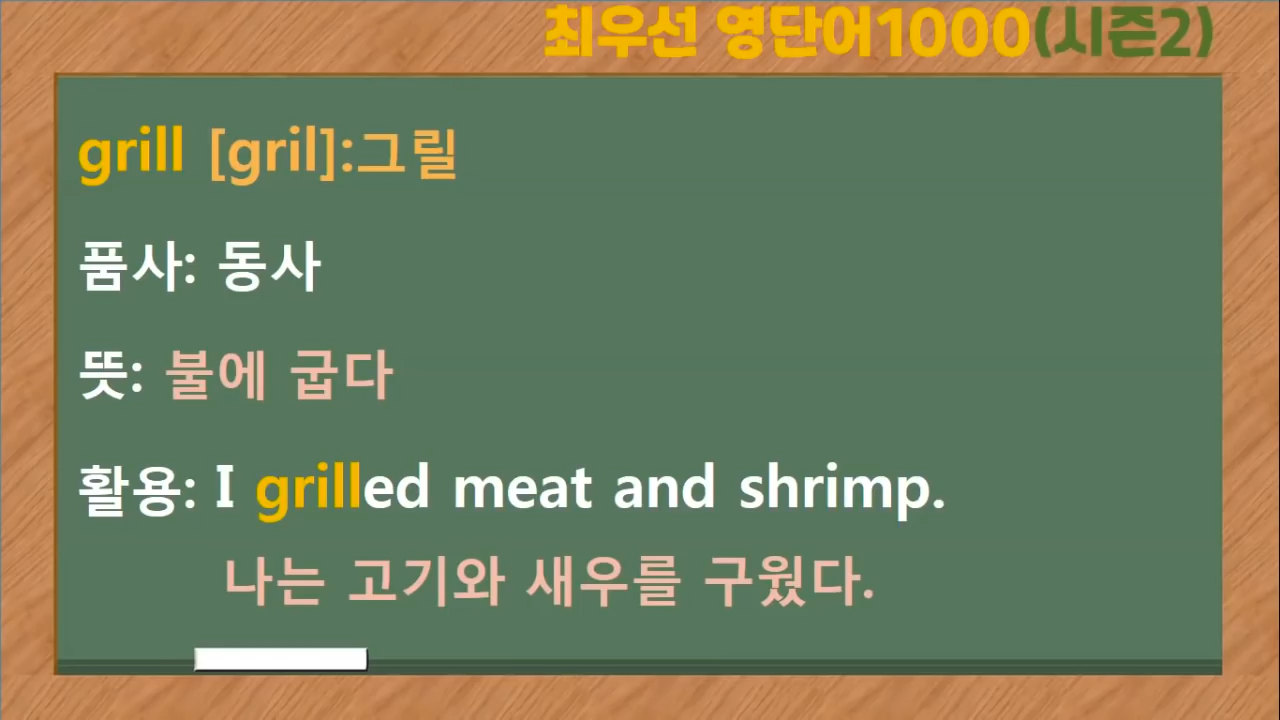 최우선 영단어1000(시즌2)
grill [gril]:그릴
품사: 동사
뜻: 불에 굽다
활용: I grilled meat and shrimp.
나는 고기와 새우를 구웠다.